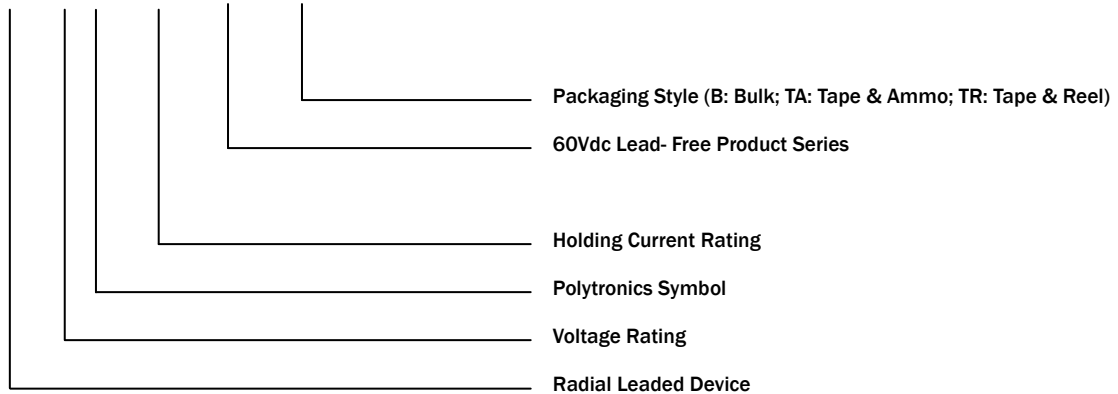 Packaging Style (B: Bulk; TA: Tape & Ammo; TR: Tape & Reel)
60Vdc Lead- Free Product Series
Holding Current Rating
Polytronics Symbol
Voltage Rating
Radial Leaded Device